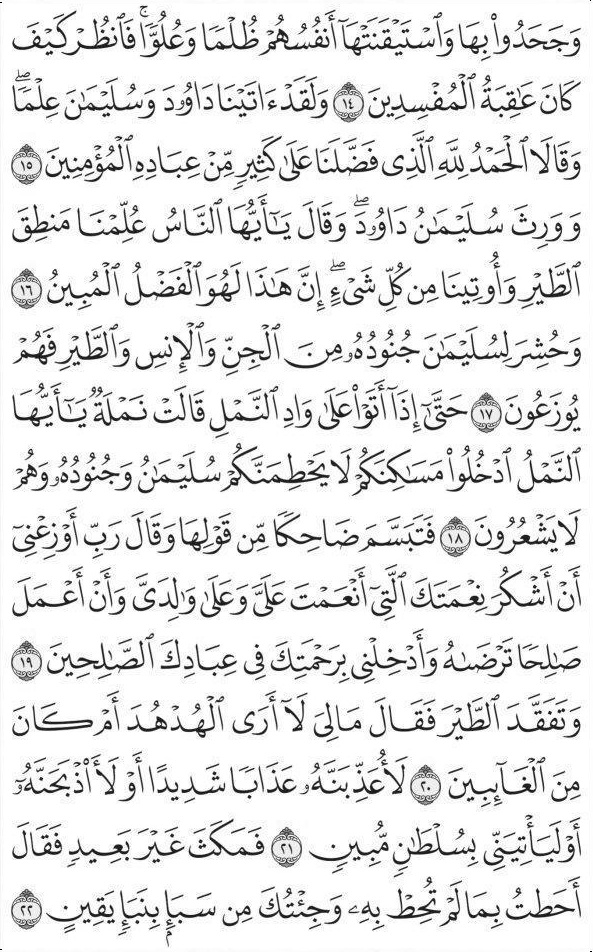 وَجَحَدُوا۟ بِهَا وَٱسْتَيْقَنَتْهَآ أَنفُسُهُمْ ظُلْمًا وَعُلُوًّا ۚ فَٱنظُرْ كَيْفَ
كَانَ عَٰقِبَةُ ٱلْمُفْسِدِينَ ١٤ وَلَقَدْ ءَاتَيْنَا دَاوُۥدَ وَسُلَيْمَٰنَ عِلْمًا ۖ
وَقَالَا ٱلْحَمْدُ لِلَّهِ ٱلَّذِى فَضَّلَنَا عَلَىٰ كَثِيرٍ مِّنْ عِبَادِهِ ٱلْمُؤْمِنِينَ ١٥
وَوَرِثَ سُلَيْمَٰنُ دَاوُۥدَ ۖ وَقَالَ يَٰٓأَيُّهَا ٱلنَّاسُ عُلِّمْنَا مَنطِقَ
ٱلطَّيْرِ وَأُوتِينَا مِن كُلِّ شَىْءٍ ۖ إِنَّ هَٰذَا لَهُوَ ٱلْفَضْلُ ٱلْمُبِينُ ١٦
وَحُشِرَ لِسُلَيْمَٰنَ جُنُودُهُۥ مِنَ ٱلْجِنِّ وَٱلْإِنسِ وَٱلطَّيْرِ فَهُمْ
يُوزَعُونَ ١٧ حَتَّىٰٓ إِذَآ أَتَوْا۟ عَلَىٰ وَادِ ٱلنَّمْلِ قَالَتْ نَمْلَةٌ يَٰٓأَيُّهَا
ٱلنَّمْلُ ٱدْخُلُوا۟ مَسَٰكِنَكُمْ لَا يَحْطِمَنَّكُمْ سُلَيْمَٰنُ وَجُنُودُهُۥ وَهُمْ
لَا يَشْعُرُونَ ١٨ فَتَبَسَّمَ ضَاحِكًا مِّن قَوْلِهَا وَقَالَ رَبِّ أَوْزِعْنِىٓ
أَنْ أَشْكُرَ نِعْمَتَكَ ٱلَّتِىٓ أَنْعَمْتَ عَلَىَّ وَعَلَىٰ وَٰلِدَىَّ وَأَنْ أَعْمَلَ
صَٰلِحًا تَرْضَىٰهُ وَأَدْخِلْنِى بِرَحْمَتِكَ فِى عِبَادِكَ ٱلصَّٰلِحِينَ ١٩
وَتَفَقَّدَ ٱلطَّيْرَ فَقَالَ مَالِىَ لَآ أَرَى ٱلْهُدْهُدَ أَمْ كَانَ
مِنَ ٱلْغَآئِبِينَ ٢٠ لَأُعَذِّبَنَّهُۥ عَذَابًا شَدِيدًا أَوْ لَأَا۟ذْبَحَنَّهُۥٓ
أَوْ لَيَأْتِيَنِّى بِسُلْطَٰنٍ مُّبِينٍ ٢١ فَمَكَثَ غَيْرَ بَعِيدٍ فَقَالَ
أَحَطتُ بِمَا لَمْ تُحِطْ بِهِۦ وَجِئْتُكَ مِن سَبَإٍۭ بِنَبَإٍ يَقِينٍ ٢٢